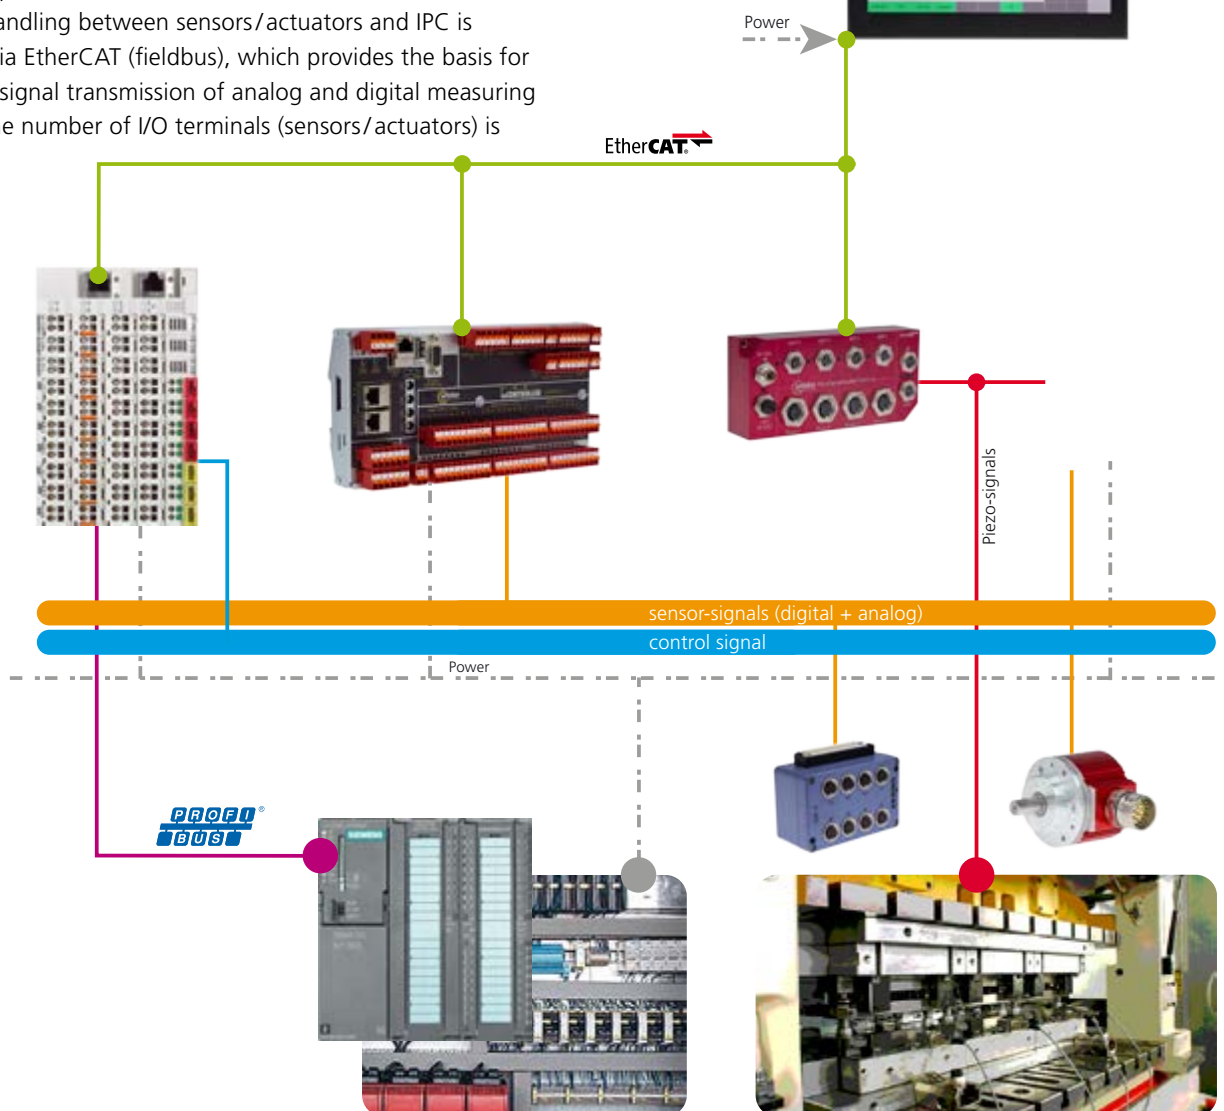 andling between sensors/actuators and IPC is
ia EtherCAT (fieldbus), which provides the basis for
signal transmission of analog and digital measuring
e number of I/O terminals (sensors/actuators) is
Power
EtherCAT®
Piezo-signals
sensor-signals (digital + analog)
control signal
Power
PROFI®
BUS
SIEMENS